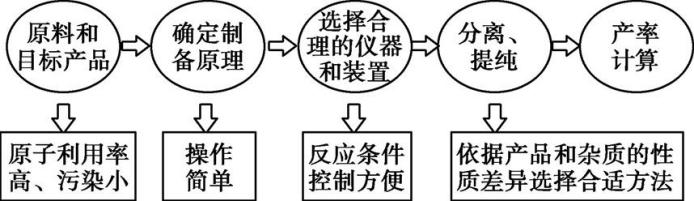 原料和
目标产品
确定制
备原理
选择合
理的仪器
和装置
分离、
提纯
产率
计算
原子利用率
高、污染小
操作
简单
反应条件
控制方便
依据产品和杂质的性
质差异选择合适方法